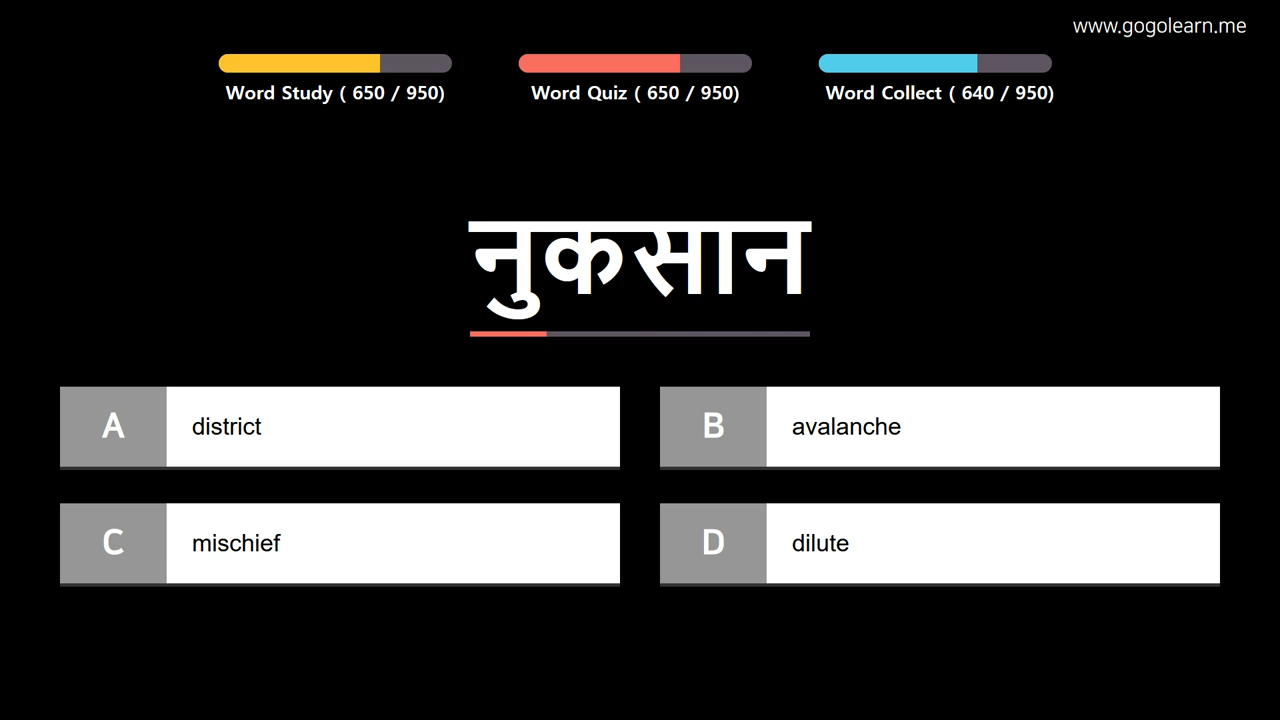 www.gogolearn.me
Word Study ( 650 / 950)
Word Quiz ( 650 / 950)
Word Collect ( 640 / 950)
नुकसान
A district
B avalanche
C mischief
D dilute